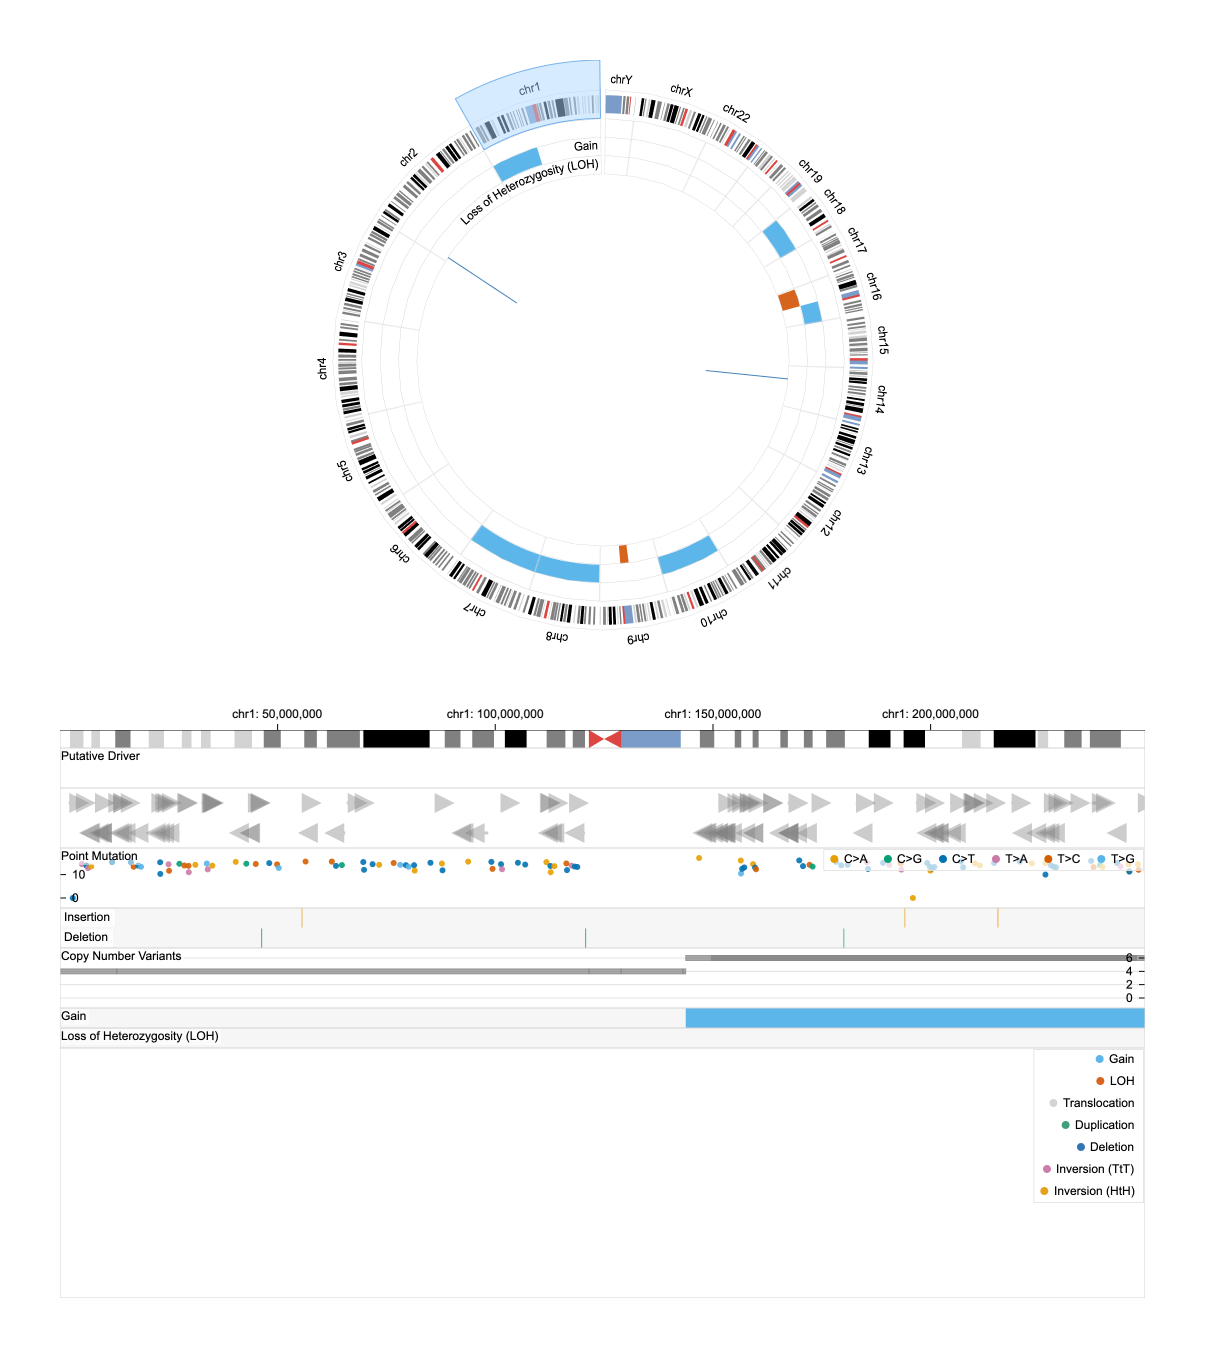 chrY
chrX
chr22
chr19
chr18
chr17
chr16
chr15
chr14
chr13
chr12
chr11
chr10
chr9
chr8
chr7
chr6
chr5
chr4
chr3
chr2
chr1
Gain
Loss of Heterozygosity (LOH)
chr1: 50,000,000 chr1: 100,000,000 chr1: 150,000,000 chr1: 200,000,000
Putative Driver
Point Mutation
C>A C>G C>T T>A T>C T>G
10
0
Insertion
Deletion
Copy Number Variants
6
4
2
0
Gain
Loss of Heterozygosity (LOH)
Gain
LOH
Translocation
Duplication
Deletion
Inversion (TtT)
Inversion (HtH)